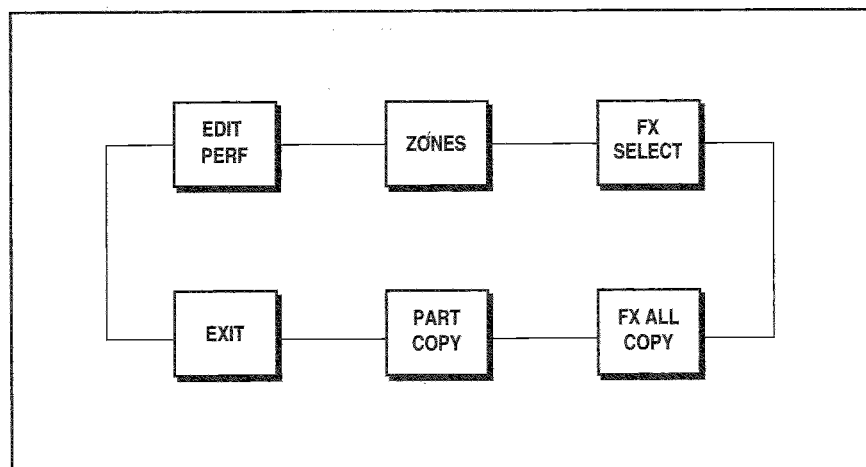 EDIT
PERF
ZONES
FX
SELECT
EXIT
PART
COPY
FX ALL
COPY